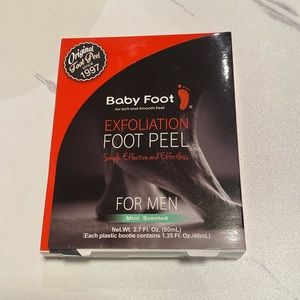 Original
Foot Peel
SINCE
1997
Baby Foot
For Soft and Smooth Feet
EXFOLIATION
FOOT PEEL
Simple, Effective and Effortless
FOR MEN
Mint Scented
Net Wt. 2.7 Fl. Oz. (80mL)
(Each plastic bootie contains 1.35 Fl. Oz./40mL)